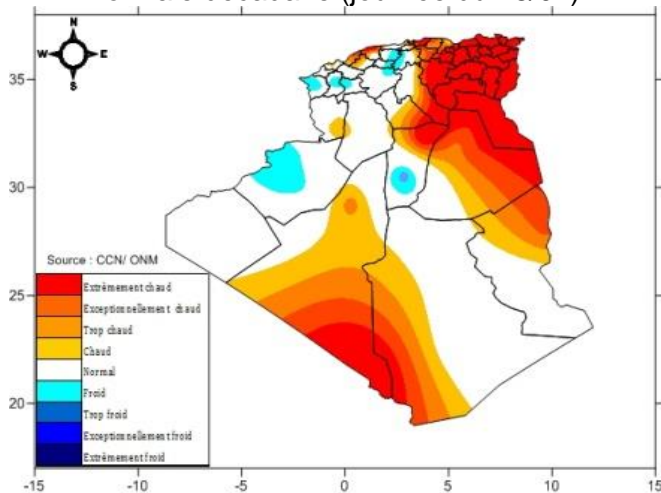 N
W E
S
35
30
25
20
Source : CCN/ ONM
Extrêmement chaud
Exceptionnellement chaud
Trop chaud
Chaud
Normal
Froid
Trop froid
Exceptionnellement froid
Extrêmement froid
-15 -10 -5 0 5 10 15